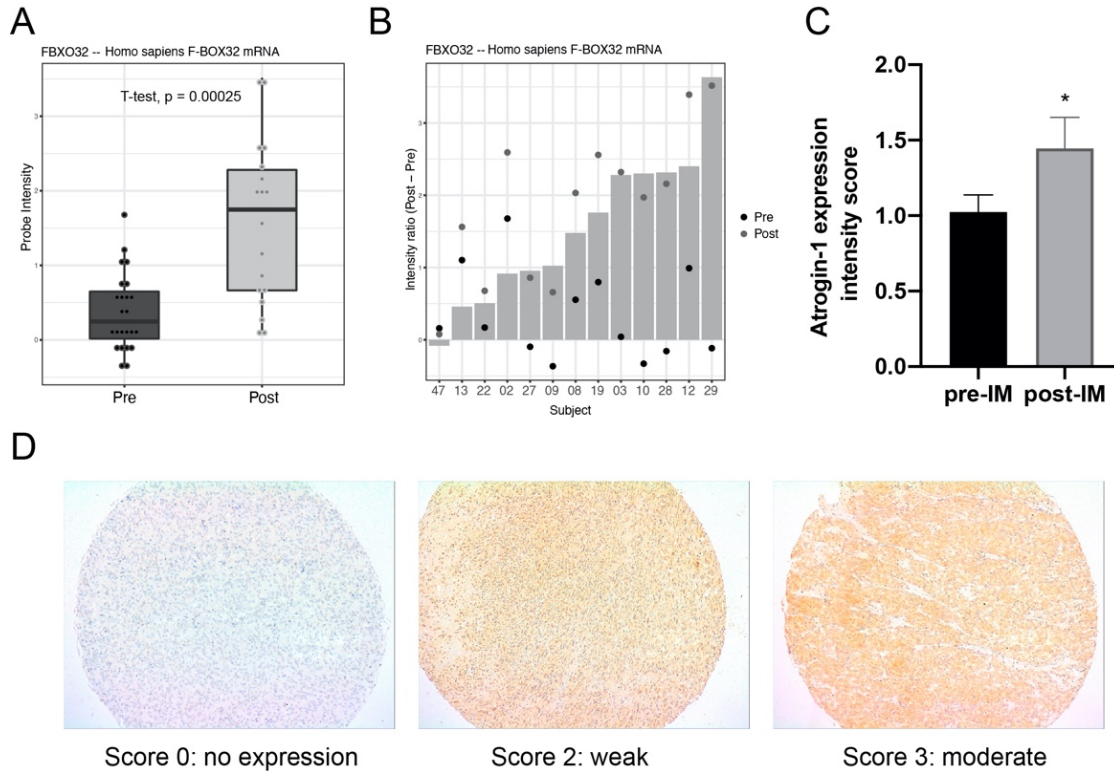 A
FBXO32 -- Homo sapiens F-BOX32 mRNA
T-test, p = 0.00025
Probe Intensity
3
2
1
0
Pre
Post
B
FBXO32 -- Homo sapiens F-BOX32 mRNA
Intensity ratio (Post – Pre)
3
2
1
0
47 13 22 02 27 09 08 19 03 10 28 12 29
Subject
Pre
Post
C
Atrogin-1 expression
intensity score
2.0
1.5
1.0
0.5
0.0
*
pre-IM
post-IM
D
Score 0: no expression
Score 2: weak
Score 3: moderate